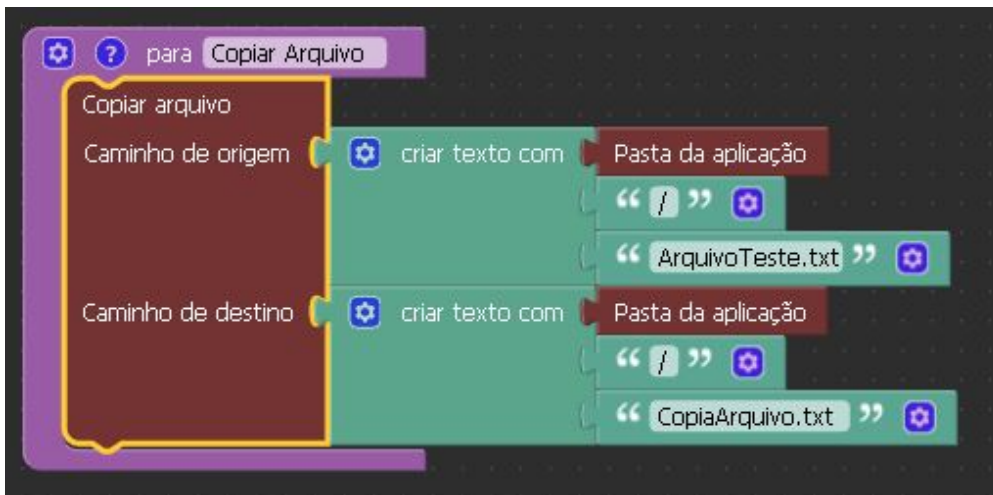 ? para Copiar Arquivo
Copiar arquivo
Caminho de origem criar texto com Pasta da aplicação
“ / ”
“ ArquivoTeste.txt ”
Caminho de destino criar texto com Pasta da aplicação
“ / ”
“ CopiaArquivo.txt ”